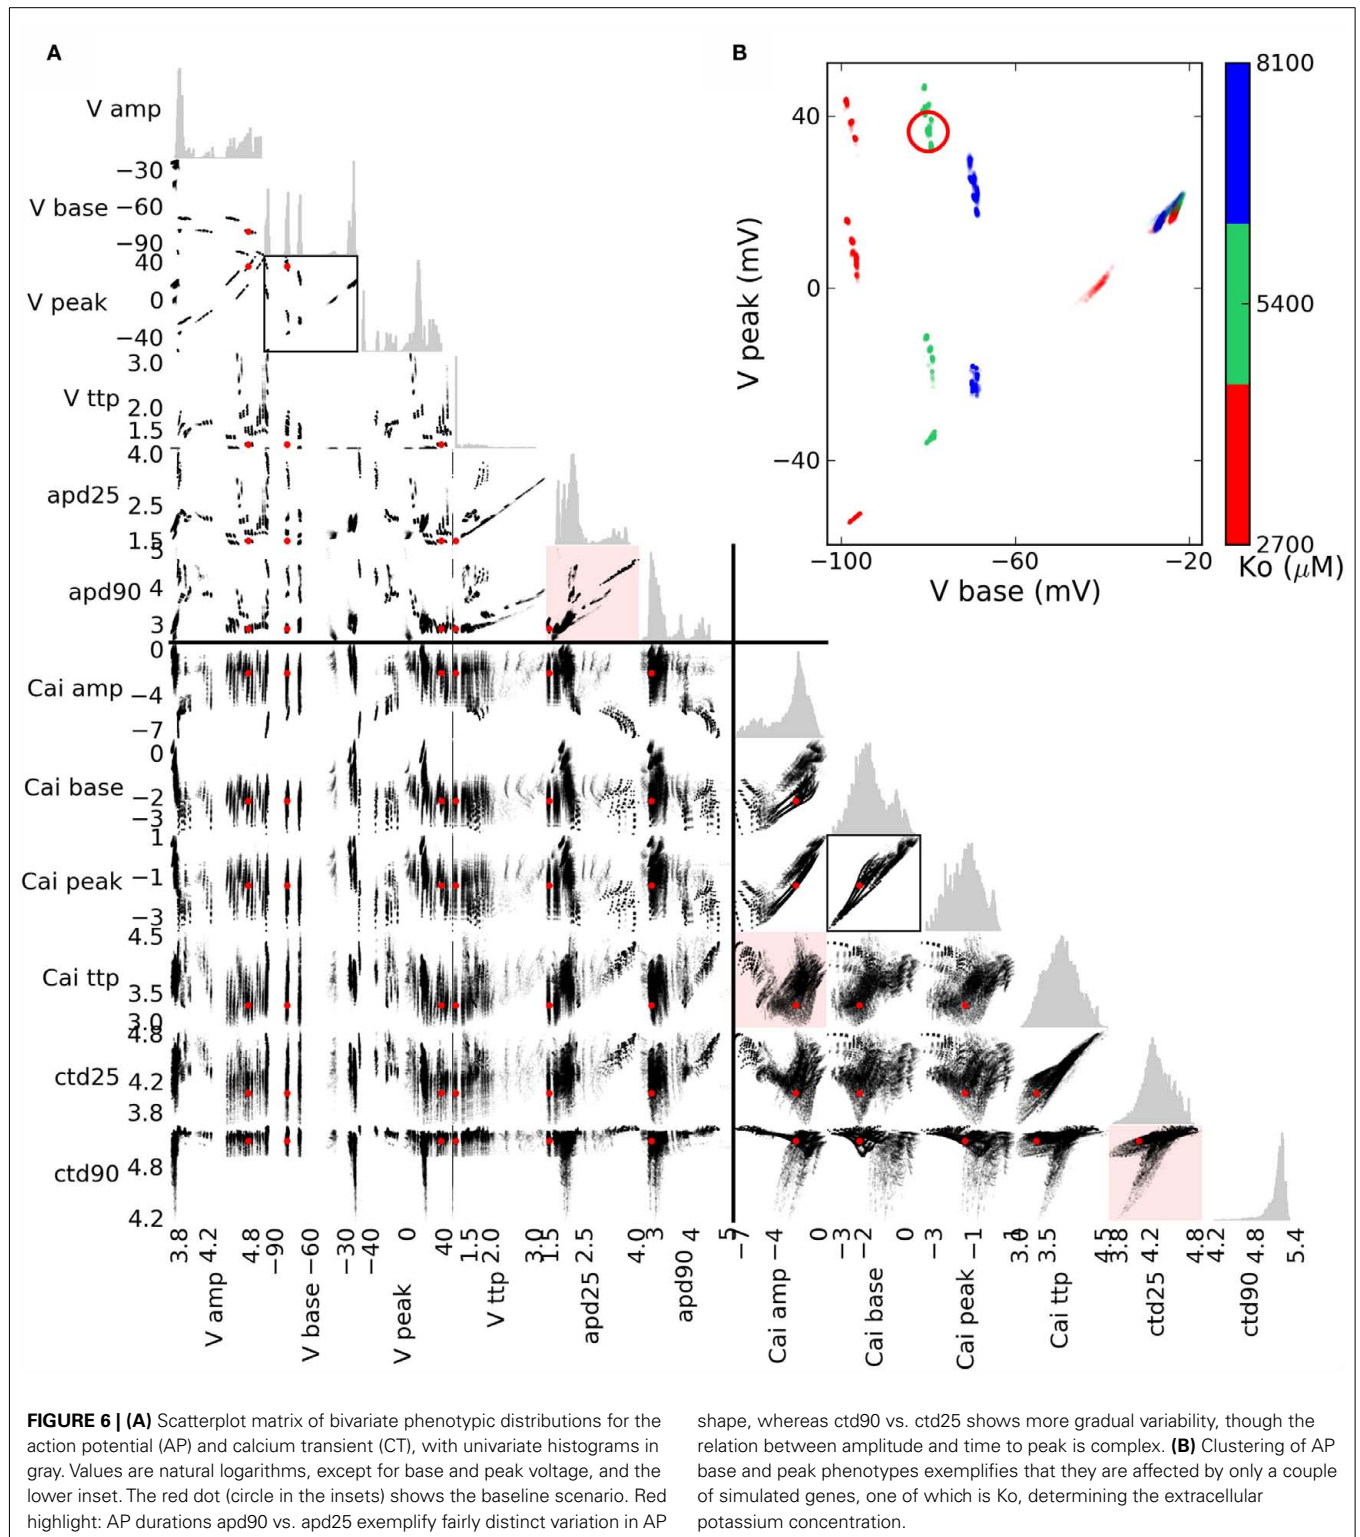 A
B
V amp
V base
−30
−60
−90
V peak
40
0
−40
V ttp
3.0
2.0
1.5
apd25
4.0
2.5
1.5
apd90
5
4
3
Cai amp
0
−4
−7
Cai base
0
−2
−3
Cai peak
1
−1
−3
Cai ttp
4.5
3.5
3.0
ctd25
4.8
4.2
3.8
ctd90
4.8
4.2
3.8 4.2 4.8
−90 −60 −30
−40 0 40
1.5 2.0 3.0
1.5 2.5 4.0
3 4 5
−7 −4 0
−3 −2 0
−3 −1 1
3.0 3.5 4.5
3.8 4.2 4.8
4.2 4.8 5.4
V amp
V base
V peak
V ttp
apd25
apd90
Cai amp
Cai base
Cai peak
Cai ttp
ctd25
ctd90
V peak (mV)
40
0
−40
−100 −60 −20
V base (mV)
8100
5400
2700
Ko (μM)
FIGURE 6 | (A) Scatterplot matrix of bivariate phenotypic distributions for the
action potential (AP) and calcium transient (CT), with univariate histograms in
gray. Values are natural logarithms, except for base and peak voltage, and the
lower inset. The red dot (circle in the insets) shows the baseline scenario. Red
highlight: AP durations apd90 vs. apd25 exemplify fairly distinct variation in AP
shape, whereas ctd90 vs. ctd25 shows more gradual variability, though the
relation between amplitude and time to peak is complex. (B) Clustering of AP
base and peak phenotypes exemplifies that they are affected by only a couple
of simulated genes, one of which is Ko, determining the extracellular
potassium concentration.